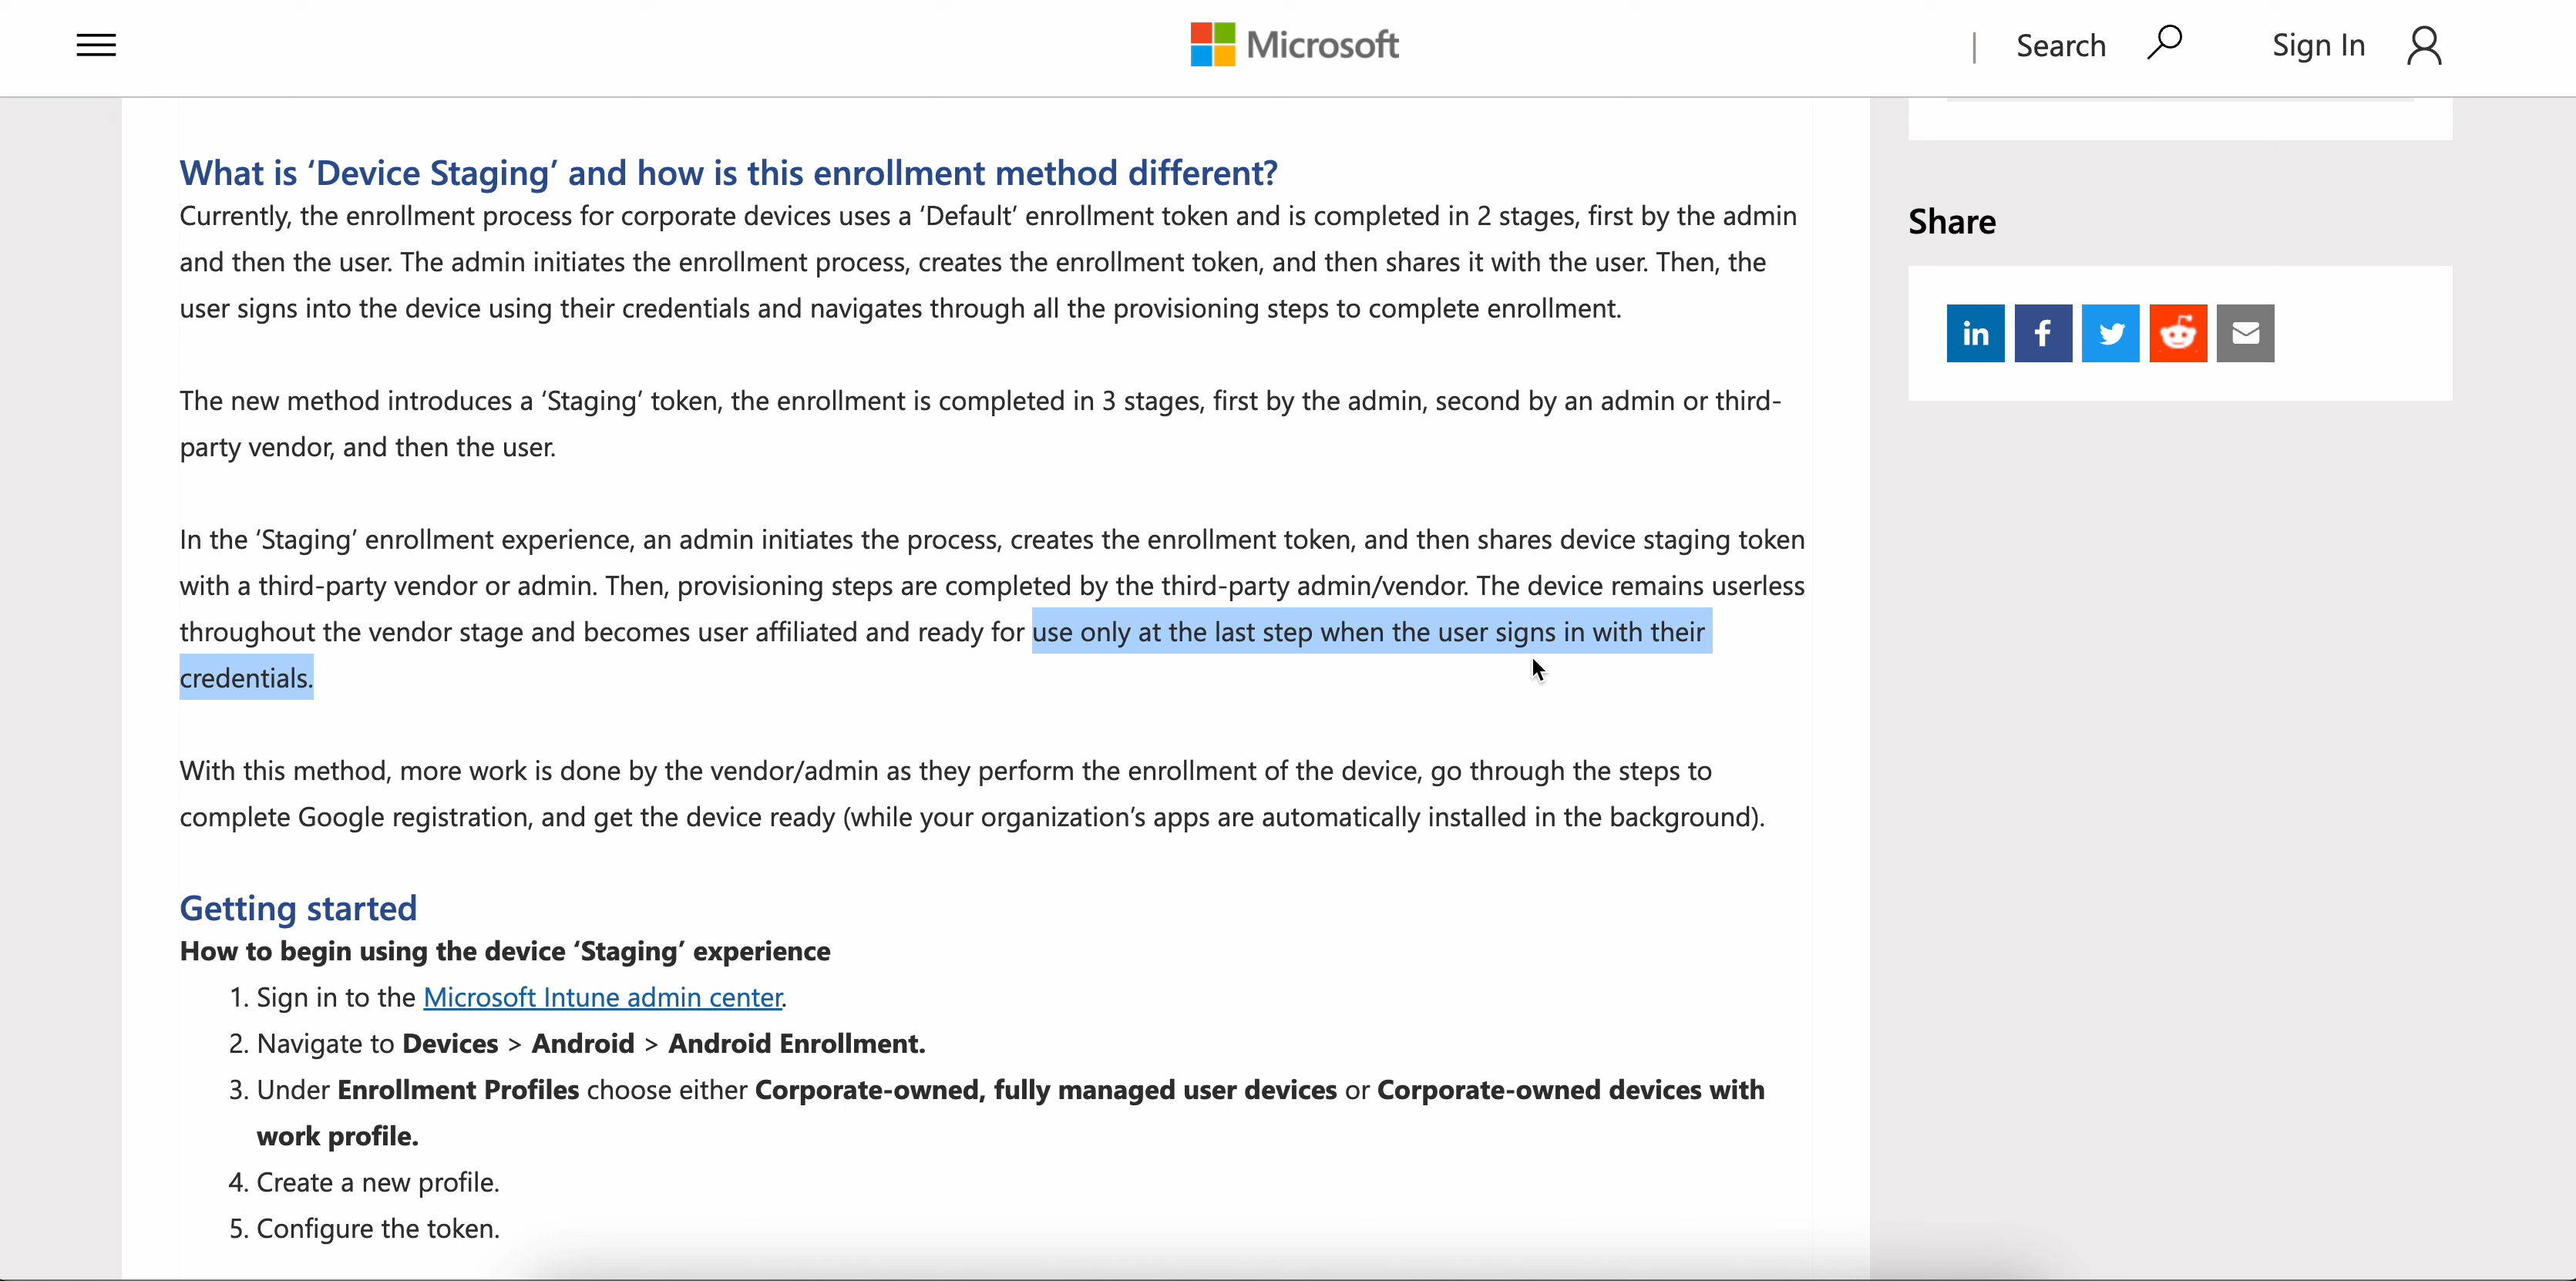 Microsoft
Search
Sign In
What is ‘Device Staging’ and how is this enrollment method different?
Currently, the enrollment process for corporate devices uses a ‘Default’ enrollment token and is completed in 2 stages, first by the admin
and then the user. The admin initiates the enrollment process, creates the enrollment token, and then shares it with the user. Then, the
user signs into the device using their credentials and navigates through all the provisioning steps to complete enrollment.
The new method introduces a ‘Staging’ token, the enrollment is completed in 3 stages, first by the admin, second by an admin or third-
party vendor, and then the user.
In the ‘Staging’ enrollment experience, an admin initiates the process, creates the enrollment token, and then shares device staging token
with a third-party vendor or admin. Then, provisioning steps are completed by the third-party admin/vendor. The device remains userless
throughout the vendor stage and becomes user affiliated and ready for use only at the last step when the user signs in with their
credentials.
With this method, more work is done by the vendor/admin as they perform the enrollment of the device, go through the steps to
complete Google registration, and get the device ready (while your organization’s apps are automatically installed in the background).
Getting started
How to begin using the device ‘Staging’ experience
1. Sign in to the Microsoft Intune admin center.
2. Navigate to Devices > Android > Android Enrollment.
3. Under Enrollment Profiles choose either Corporate-owned, fully managed user devices or Corporate-owned devices with
work profile.
4. Create a new profile.
5. Configure the token.
Share
in
f